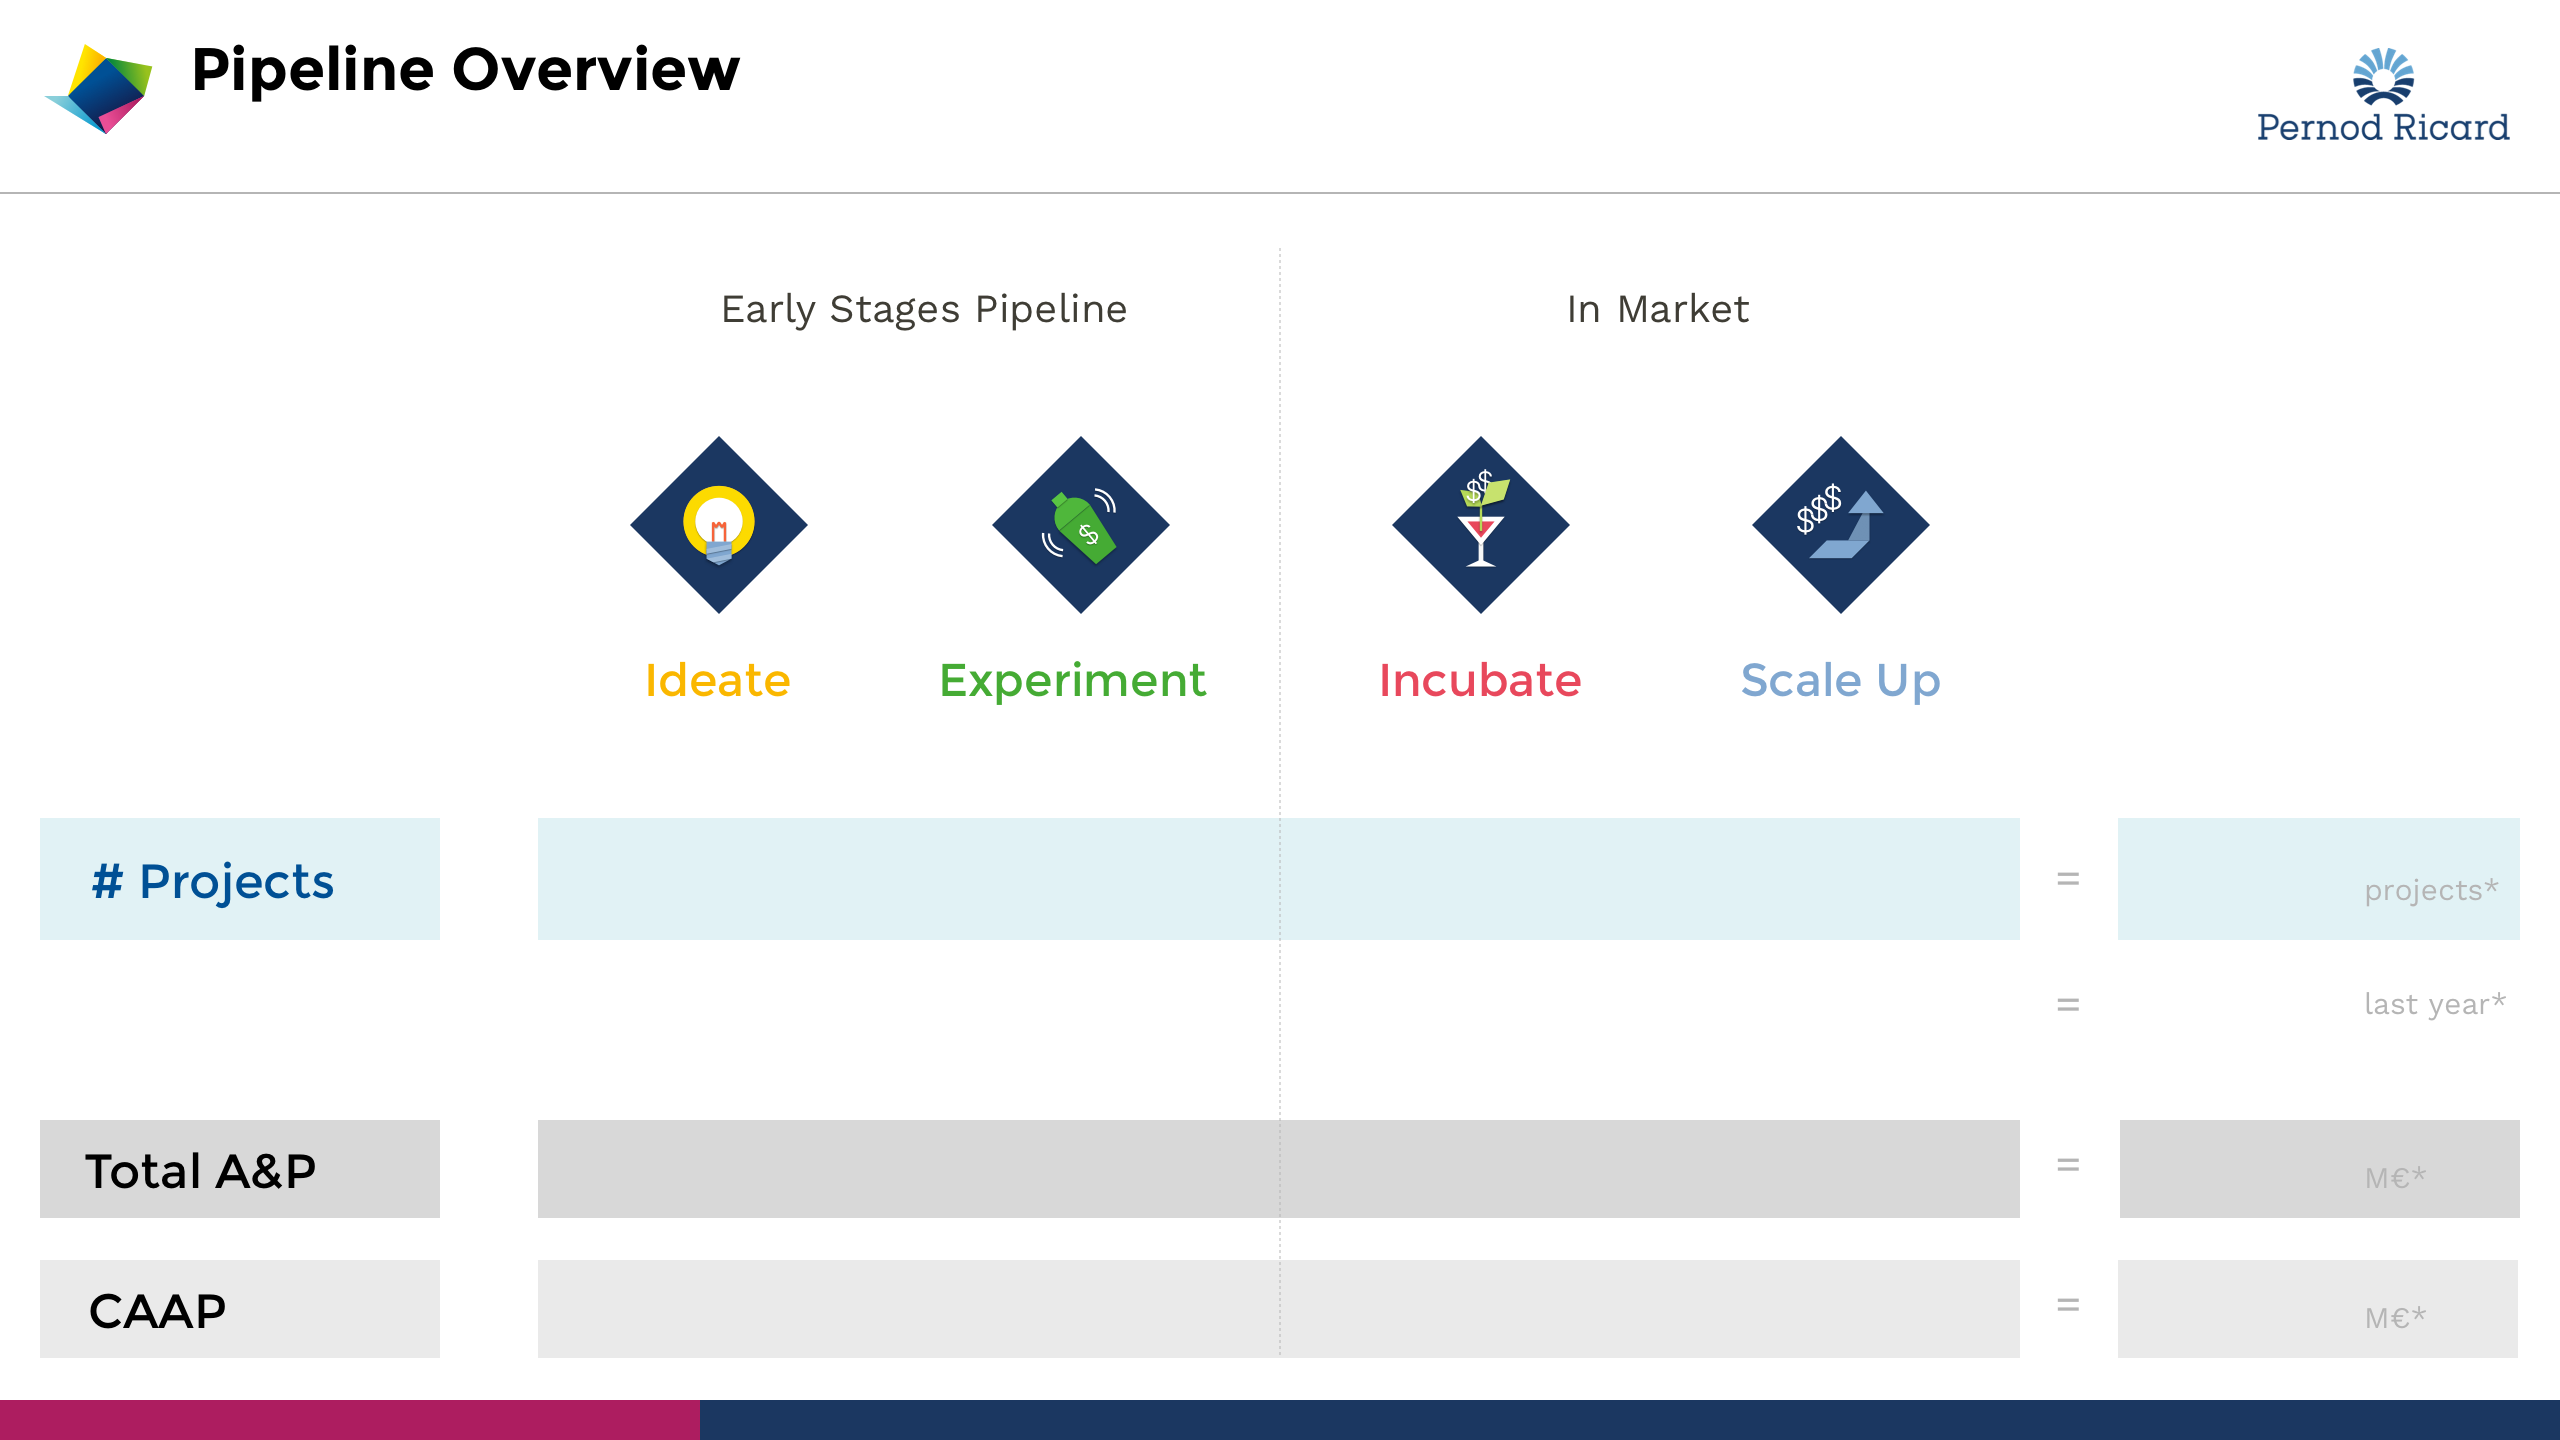 Pipeline Overview
Pernod Ricard
Early Stages Pipeline
In Market
$
$$
$$$
Ideate
Experiment
Incubate
Scale Up
# Projects
=
projects*
=
last year*
Total A&P
=
M€*
CAAP
=
M€*